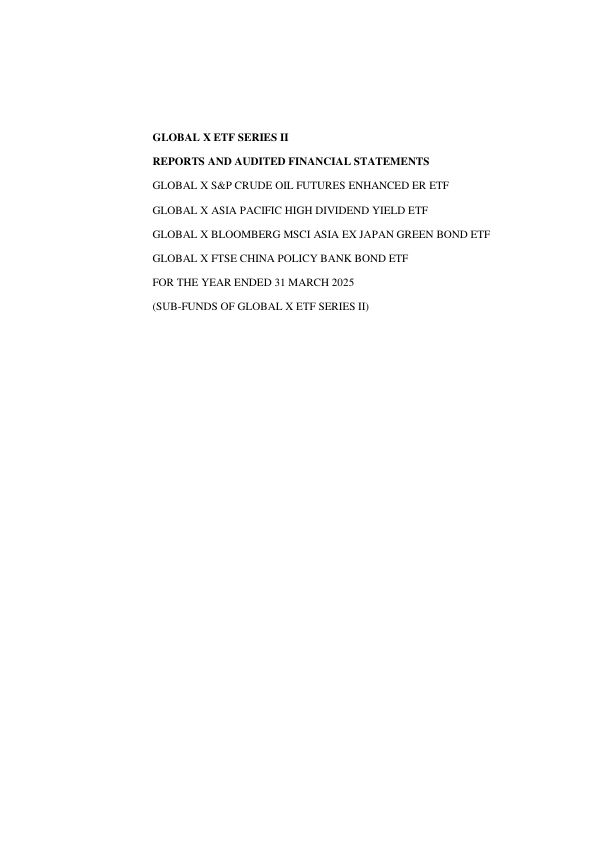 GLOBAL X ETF SERIES II
REPORTS AND AUDITED FINANCIAL STATEMENTS
GLOBAL X S&P CRUDE OIL FUTURES ENHANCED ER ETF
GLOBAL X ASIA PACIFIC HIGH DIVIDEND YIELD ETF
GLOBAL X BLOOMBERG MSCI ASIA EX JAPAN GREEN BOND ETF
GLOBAL X FTSE CHINA POLICY BANK BOND ETF
FOR THE YEAR ENDED 31 MARCH 2025
(SUB-FUNDS OF GLOBAL X ETF SERIES II)